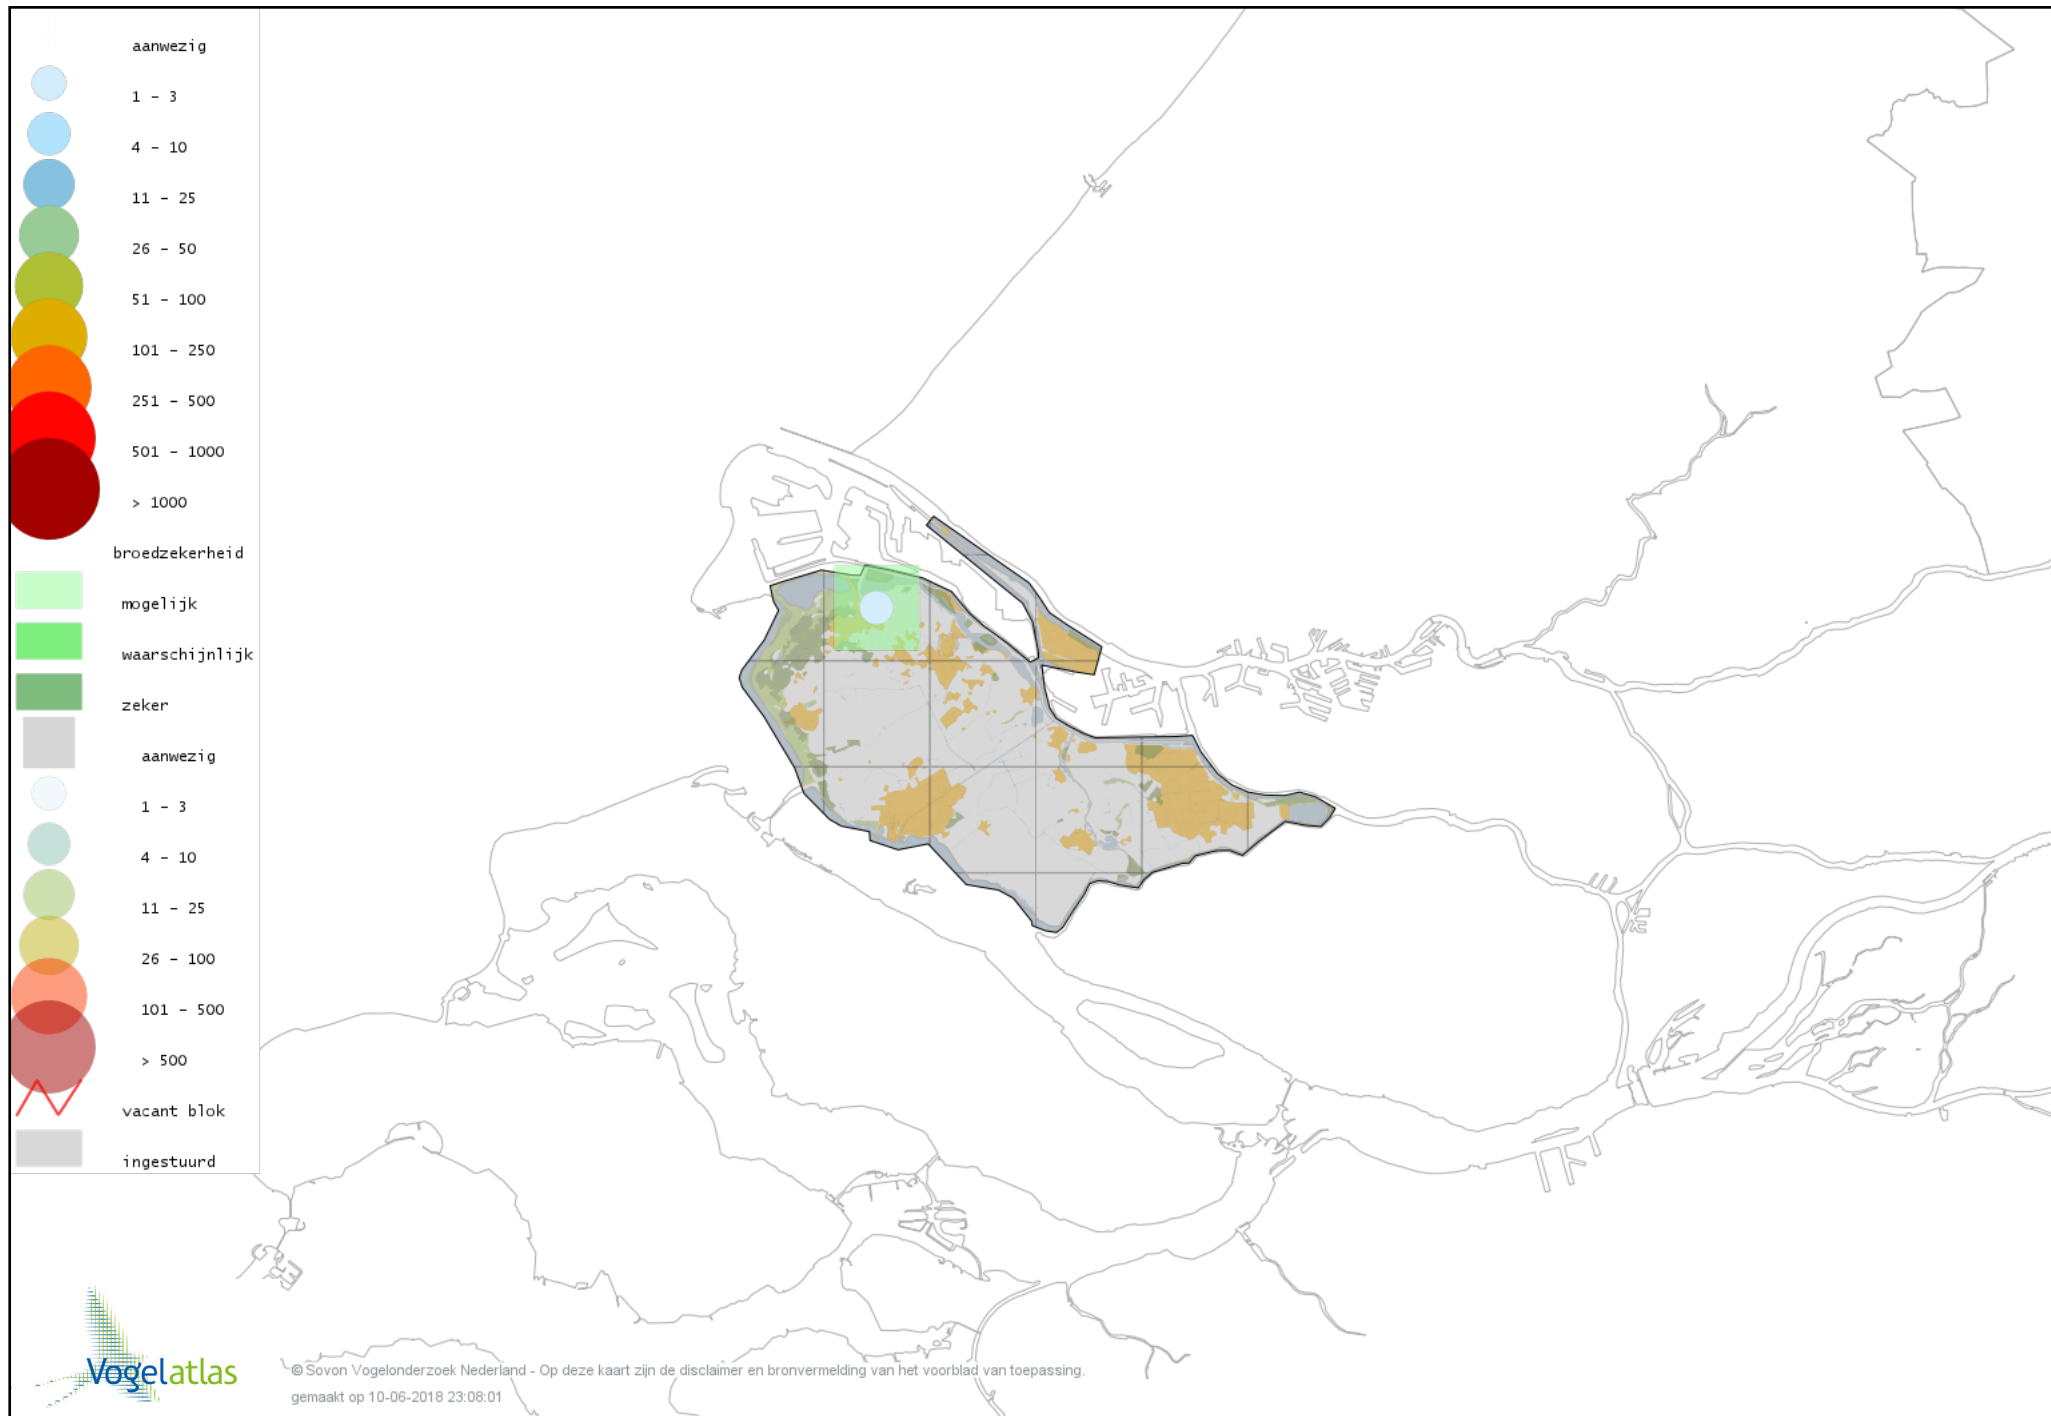 aanwezig
1 - 3
4 - 10
11 - 25
26 - 50
51 - 100
101 - 250
251 - 500
501 - 1000
> 1000
broedzekerheid
mogelijk
waarschijnlijk
zeker
aanwezig
1 - 3
4 - 10
11 - 25
26 - 100
101 - 500
> 500
vacant blok
ingestuurd
Vogelatlas
© Sovon Vogelonderzoek Nederland - Op deze kaart zijn de disclaimer en bronvermelding van het voorblad van toepassing.
gemaakt op 10-06-2018 23:08:01